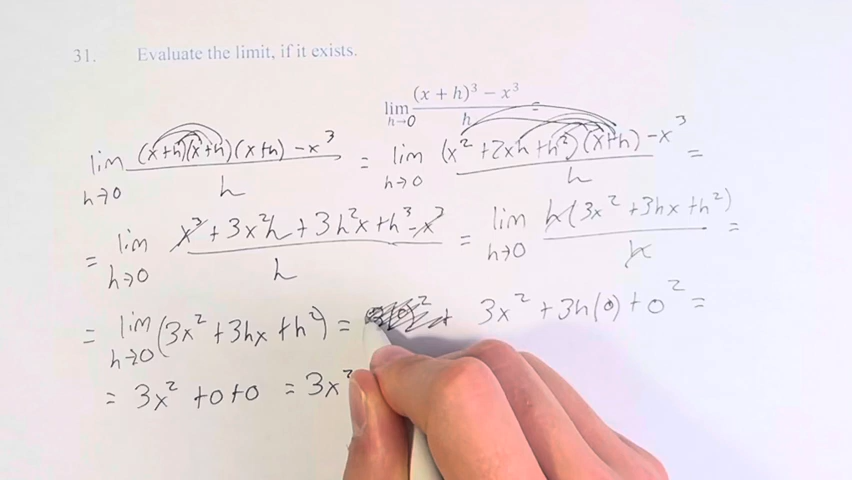 31. Evaluate the limit, if it exists.
lim h→0 ((x + h)³ − x³)/h =
lim h→0 ((x+h)(x+h)(x+h) − x³)/h = lim h→0 ((x² + 2xh + h²)(x+h) − x³)/h =
= lim h→0 (x³ + 3x²h + 3h²x + h³ − x³)/h = lim h→0 (h(3x² + 3hx + h²))/h =
= lim h→0 (3x² + 3hx + h²) = 3x² + 3h(0) + 0² =
= 3x² + 0 + 0 = 3x²